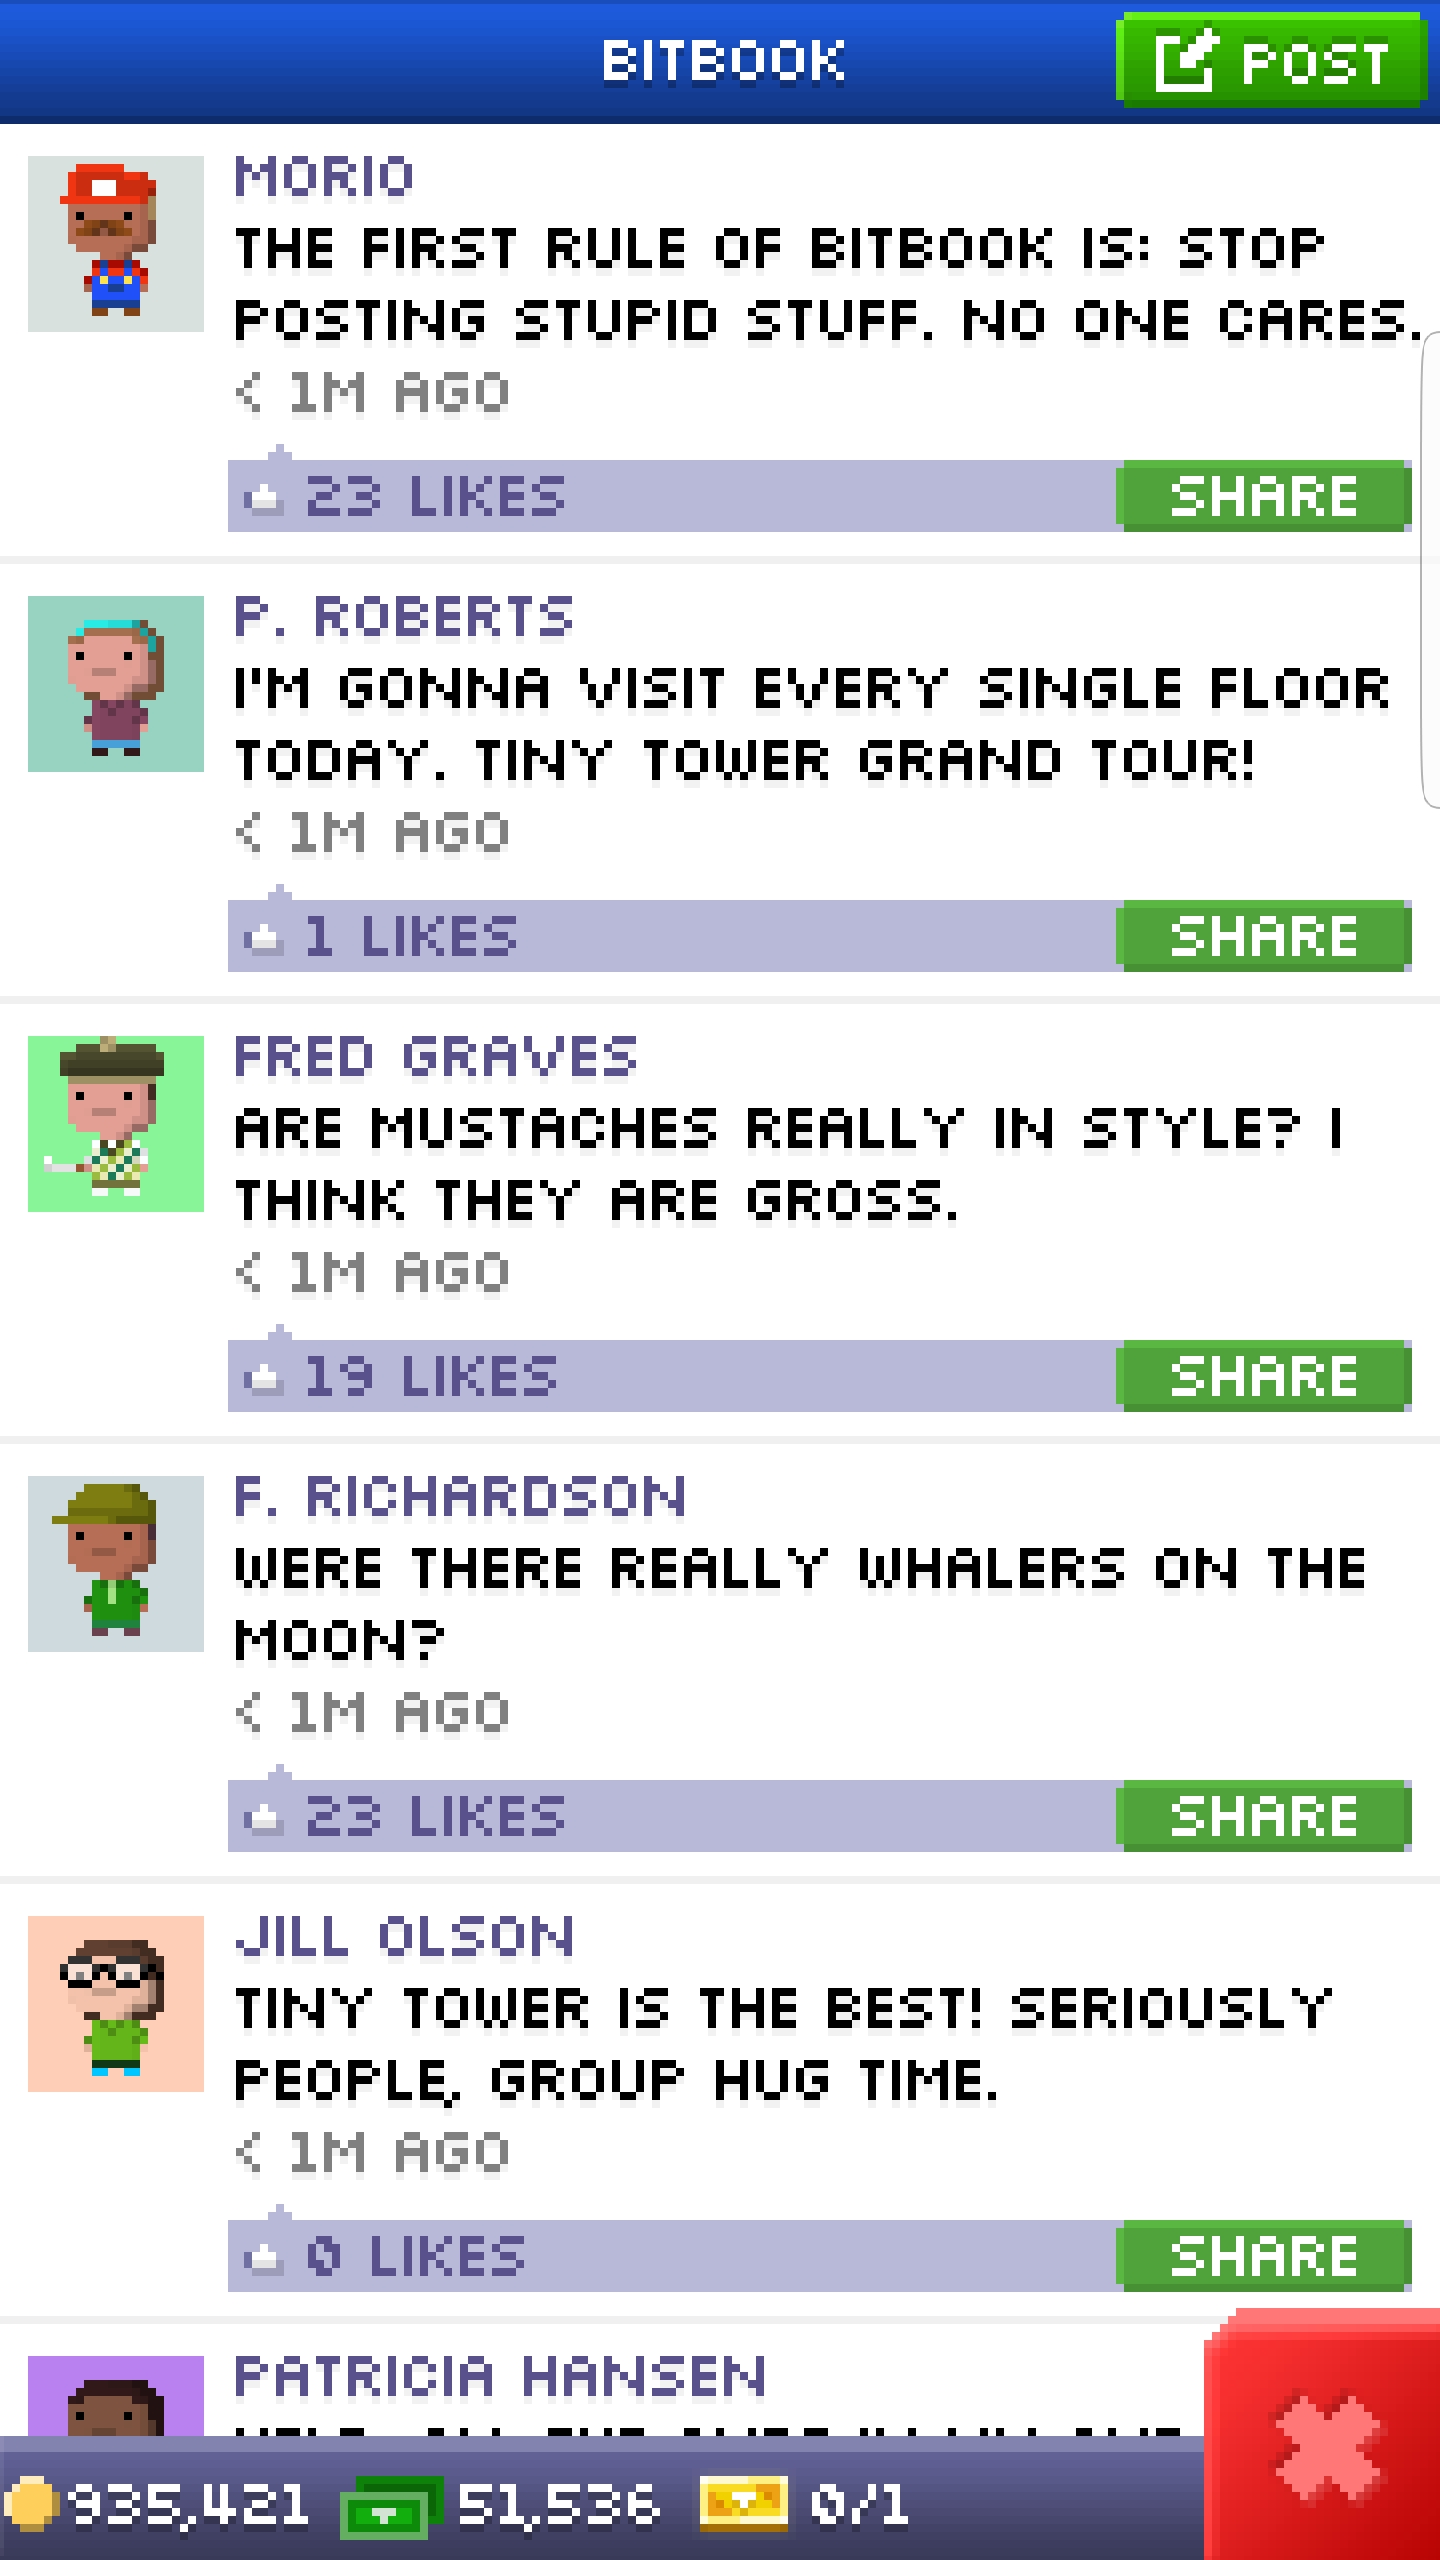 BITBOOK
POST
MORIO
THE FIRST RULE OF BITBOOK IS: STOP
POSTING STUPID STUFF. NO ONE CARES.
< 1M AGO
23 LIKES
SHARE
P. ROBERTS
I'M GONNA VISIT EVERY SINGLE FLOOR
TODAY. TINY TOWER GRAND TOUR!
< 1M AGO
1 LIKES
SHARE
FRED GRAVES
ARE MUSTACHES REALLY IN STYLE? I
THINK THEY ARE GROSS.
< 1M AGO
19 LIKES
SHARE
F. RICHARDSON
WERE THERE REALLY WHALERS ON THE
MOON?
< 1M AGO
23 LIKES
SHARE
JILL OLSON
TINY TOWER IS THE BEST! SERIOUSLY
PEOPLE, GROUP HUG TIME.
< 1M AGO
0 LIKES
SHARE
PATRICIA HANSEN
935,421
51,536
0/1